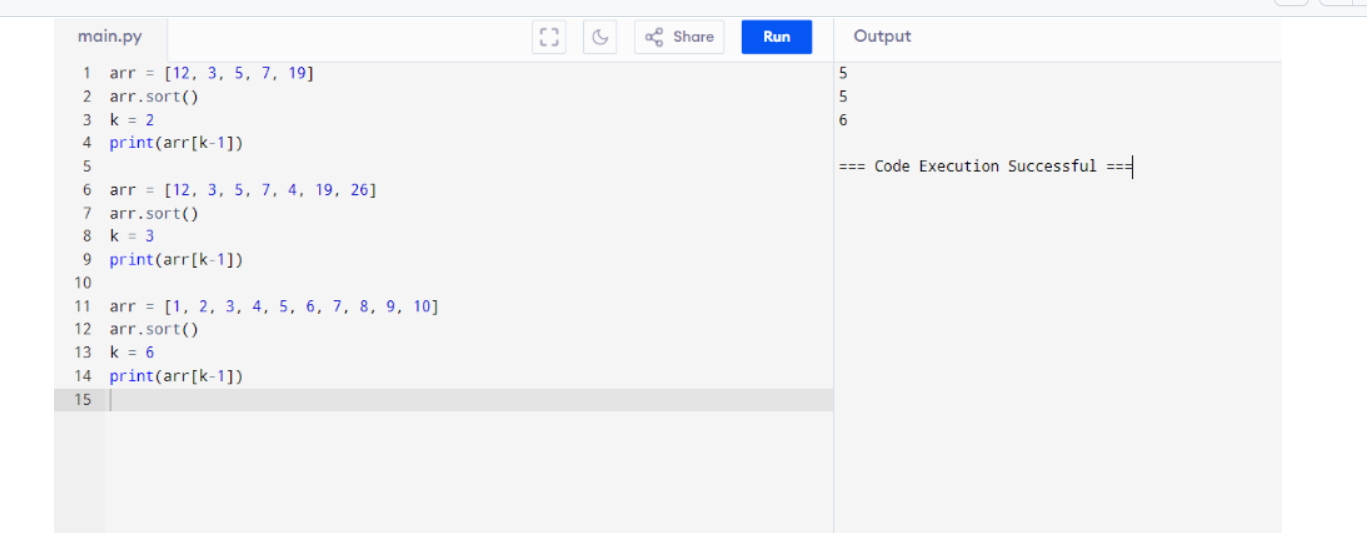 main.py
Share
Run
Output
1 arr = [12, 3, 5, 7, 19]
2 arr.sort()
3 k = 2
4 print(arr[k-1])
5
6 arr = [12, 3, 5, 7, 4, 19, 26]
7 arr.sort()
8 k = 3
9 print(arr[k-1])
10
11 arr = [1, 2, 3, 4, 5, 6, 7, 8, 9, 10]
12 arr.sort()
13 k = 6
14 print(arr[k-1])
15
5
5
6
=== Code Execution Successful ===